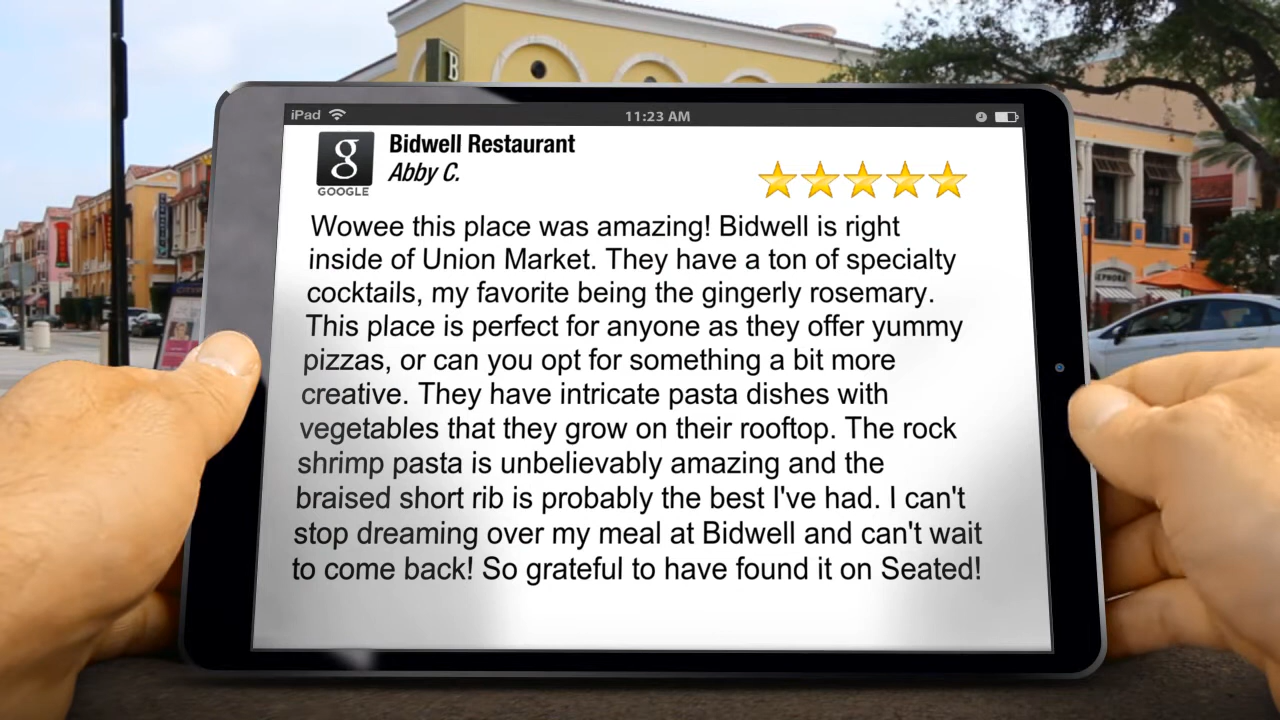 B
iPad
11:23 AM
g
GOOGLE
Bidwell Restaurant
Abby C.
Wowee this place was amazing! Bidwell is right
inside of Union Market. They have a ton of specialty
cocktails, my favorite being the gingerly rosemary.
This place is perfect for anyone as they offer yummy
pizzas, or can you opt for something a bit more
creative. They have intricate pasta dishes with
vegetables that they grow on their rooftop. The rock
shrimp pasta is unbelievably amazing and the
braised short rib is probably the best I've had. I can't
stop dreaming over my meal at Bidwell and can't wait
to come back! So grateful to have found it on Seated!
SEPHORA